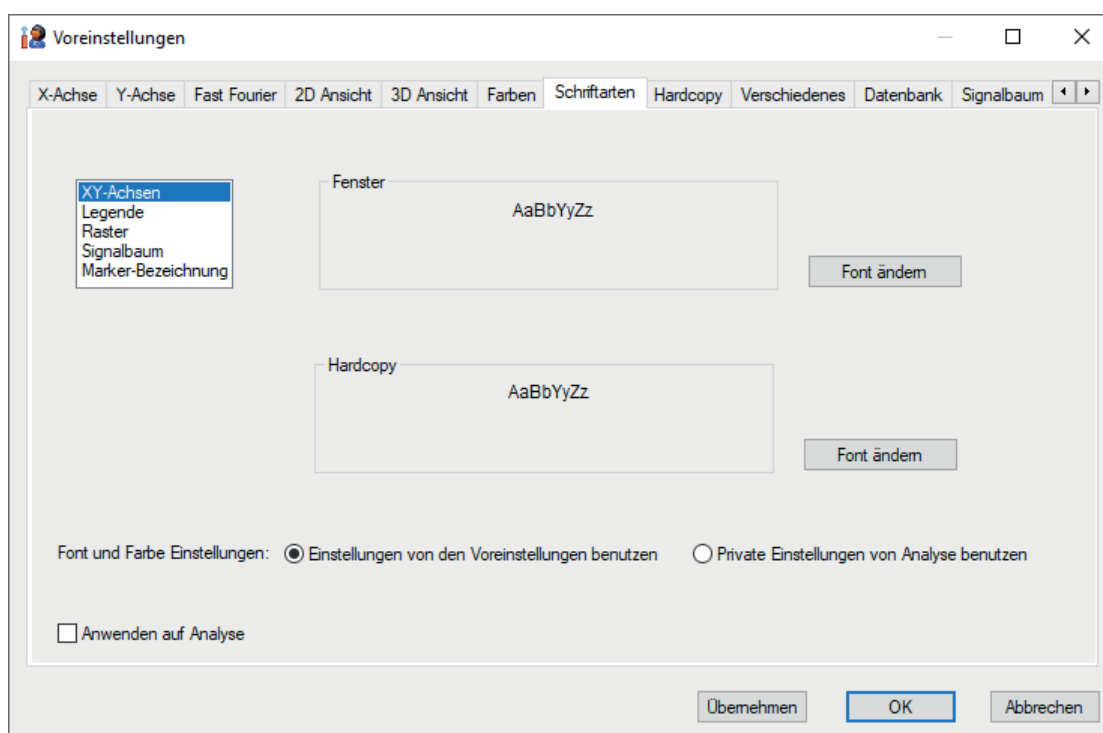 Voreinstellungen
X-Achse Y-Achse Fast Fourier 2D Ansicht 3D Ansicht Farben Schriftarten Hardcopy Verschiedenes Datenbank Signalbaum
XY-Achsen
Legende
Raster
Signalbaum
Marker-Bezeichnung
Fenster
AaBbYyZz
Font ändern
Hardcopy
AaBbYyZz
Font ändern
Font und Farbe Einstellungen: Einstellungen von den Voreinstellungen benutzen Private Einstellungen von Analyse benutzen
Anwenden auf Analyse
Übernehmen OK Abbrechen